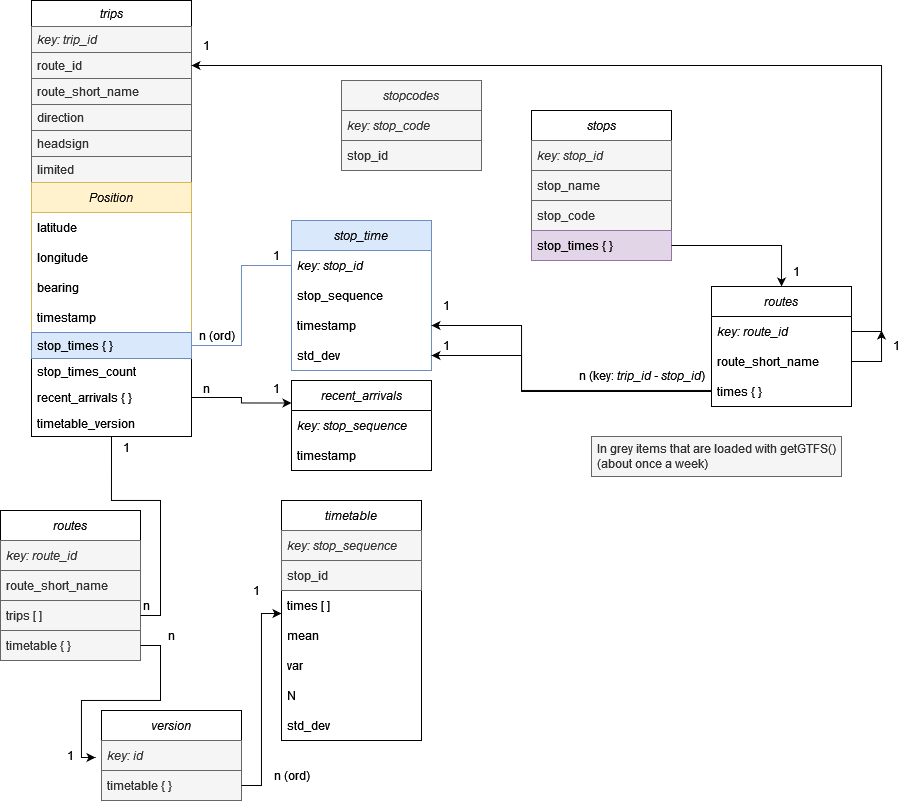 trips
key: trip_id
route_id
route_short_name
direction
headsign
limited
Position
latitude
longitude
bearing
timestamp
stop_times { }
stop_times_count
recent_arrivals { }
timetable_version
1
stopcodes
key: stop_code
stop_id
stops
key: stop_id
stop_name
stop_code
stop_times { }
1
n (ord)
1
stop_time
key: stop_id
stop_sequence
timestamp
std_dev
1
1
n (key: trip_id - stop_id)
routes
key: route_id
route_short_name
times { }
1
n
1
recent_arrivals
key: stop_sequence
timestamp
In grey items that are loaded with getGTFS()
(about once a week)
1
routes
key: route_id
route_short_name
trips [ ]
timetable { }
n
n
timetable
key: stop_sequence
stop_id
times [ ]
mean
var
N
std_dev
1
version
key: id
timetable { }
1
n (ord)